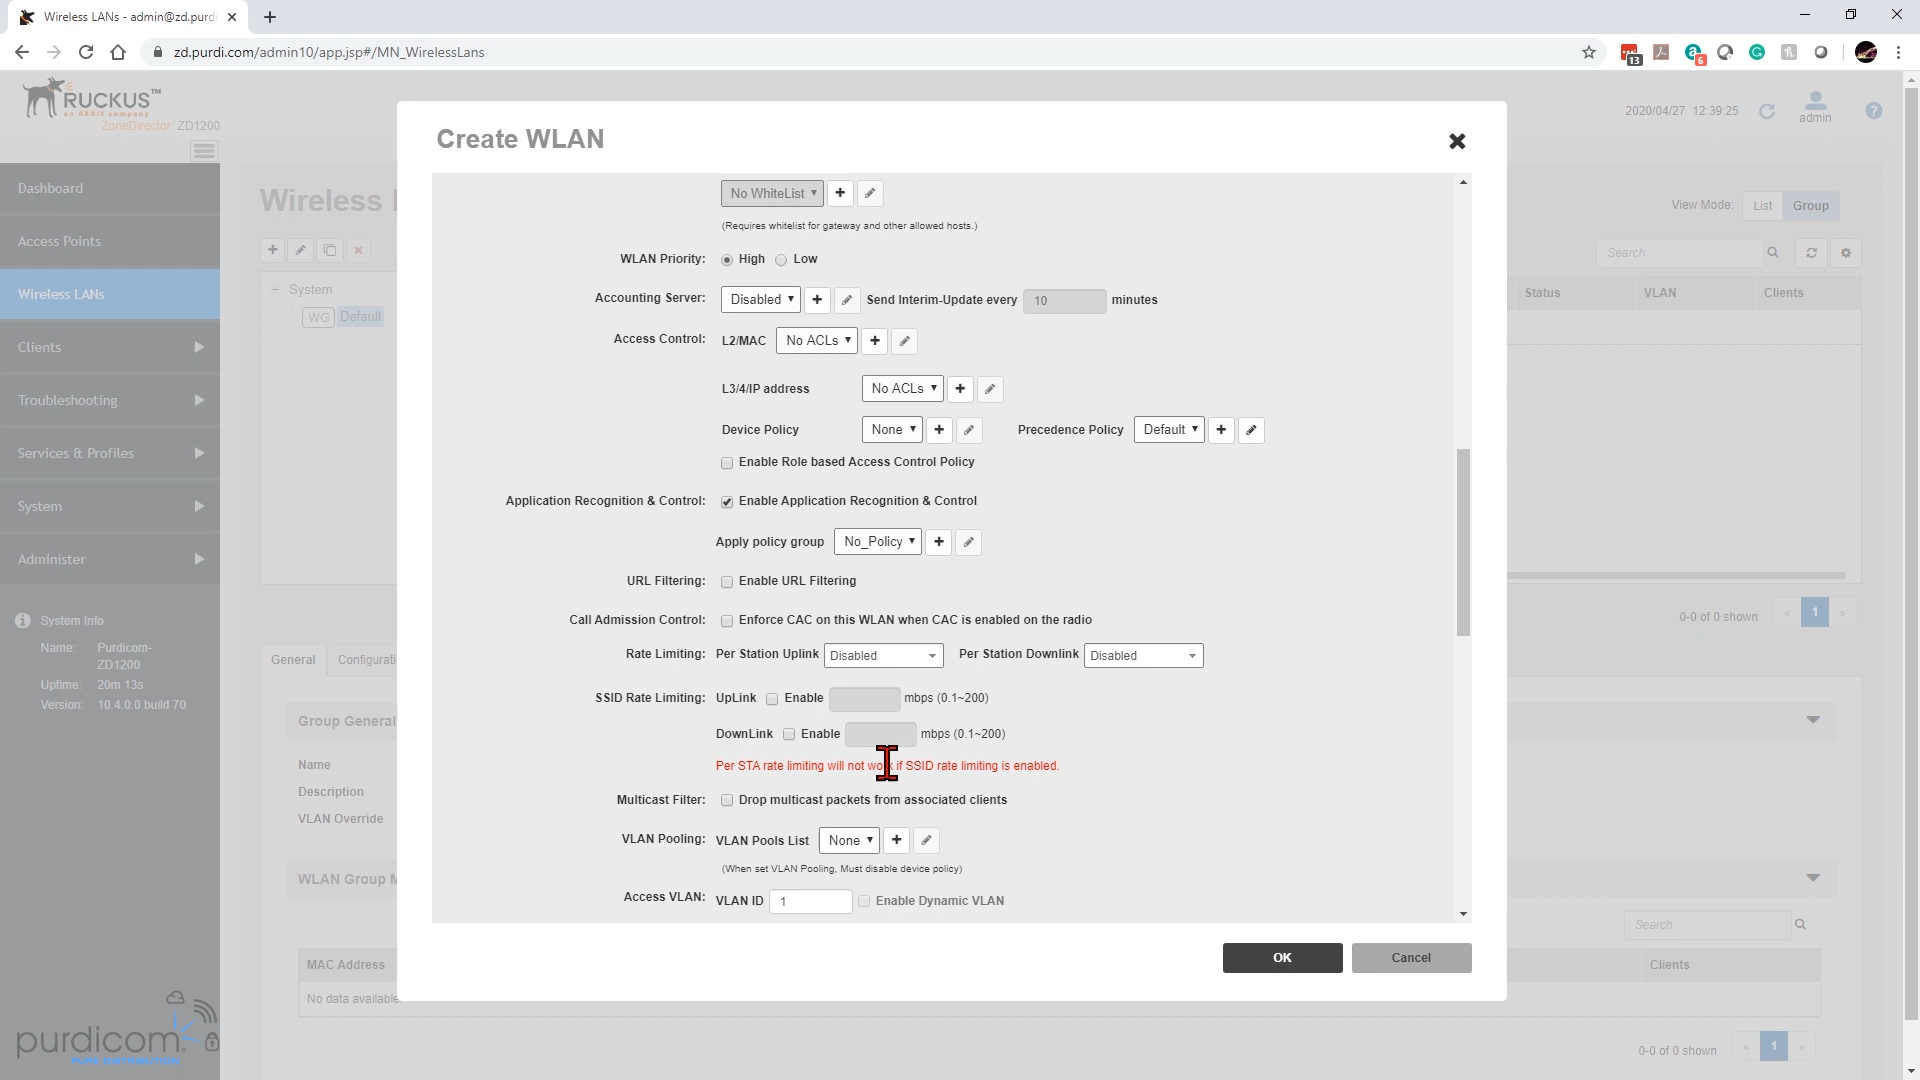 Wireless LANs - admin@zd.purdi
zd.purdi.com/admin10/app.jsp#/MN_WirelessLans
13
6
RUCKUS™
an ARRIS company
ZoneDirector ZD1200
2020/04/27 12:39:25
admin
Dashboard
Access Points
Wireless LANs
Clients
Troubleshooting
Services & Profiles
System
Administer
System Info
Name: Purdicom-
ZD1200
Uptime: 20m 13s
Version: 10.4.0.0 build 70
purdicom
Wireless
View Mode: List Group
System
WG Default
Search
Status VLAN Clients
0-0 of 0 shown « 1 »
General Configurati
Group General
Name
Description
VLAN Override
WLAN Group M
Search
MAC Address Clients
No data available.
0-0 of 0 shown « 1 »
Create WLAN
No WhiteList
(Requires whitelist for gateway and other allowed hosts.)
WLAN Priority: High Low
Accounting Server: Disabled Send Interim-Update every 10 minutes
Access Control: L2/MAC No ACLs
L3/4/IP address No ACLs
Device Policy None Precedence Policy Default
Enable Role based Access Control Policy
Application Recognition & Control: Enable Application Recognition & Control
Apply policy group No_Policy
URL Filtering: Enable URL Filtering
Call Admission Control: Enforce CAC on this WLAN when CAC is enabled on the radio
Rate Limiting: Per Station Uplink Disabled Per Station Downlink Disabled
SSID Rate Limiting: UpLink Enable mbps (0.1~200)
DownLink Enable mbps (0.1~200)
Per STA rate limiting will not work if SSID rate limiting is enabled.
Multicast Filter: Drop multicast packets from associated clients
VLAN Pooling: VLAN Pools List None
(When set VLAN Pooling, Must disable device policy)
Access VLAN: VLAN ID 1 Enable Dynamic VLAN
OK Cancel